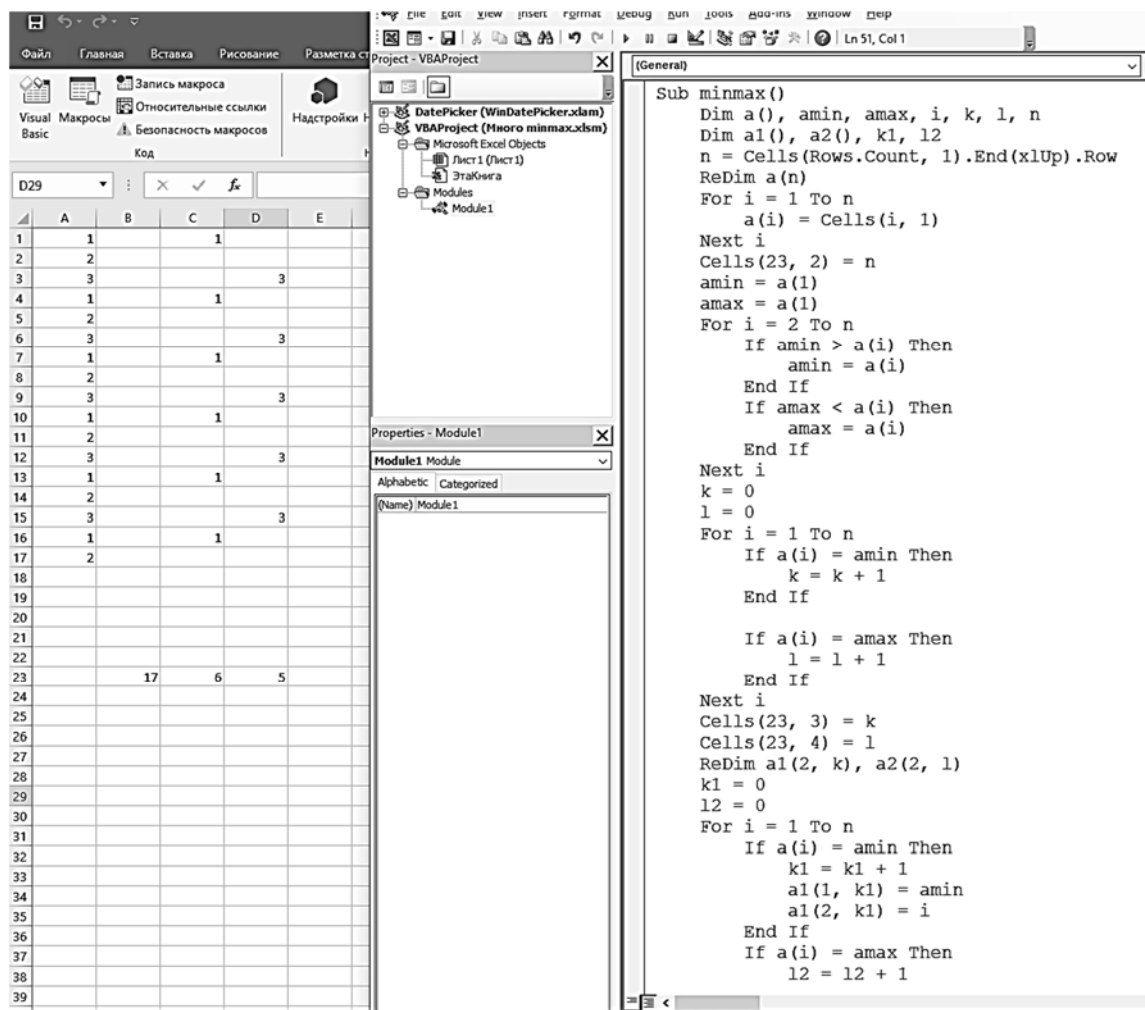 File Edit View Insert Format Debug Run Tools Add-Ins Window Help
Ln 51, Col 1
Файл Главная Вставка Рисование Разметка ст
Visual Basic
Макросы
Запись макроса
Относительные ссылки
Безопасность макросов
Надстройки
Код
D29
fx
A B C D E
1 1 1
2 2
3 3 3
4 1 1
5 2
6 3 3
7 1 1
8 2
9 3 3
10 1 1
11 2
12 3 3
13 1 1
14 2
15 3 3
16 1 1
17 2
18
19
20
21
22
23 17 6 5
24
25
26
27
28
29
30
31
32
33
34
35
36
37
38
39
Project - VBAProject
DatePicker (WinDatePicker.xlam)
VBAProject (Много minmax.xlsm)
Microsoft Excel Objects
Лист1 (Лист1)
ЭтаКнига
Modules
Module1
Properties - Module1
Module1 Module
Alphabetic Categorized
(Name) Module1
(General)
Sub minmax()
Dim a(), amin, amax, i, k, l, n
Dim a1(), a2(), k1, l2
n = Cells(Rows.Count, 1).End(xlUp).Row
ReDim a(n)
For i = 1 To n
a(i) = Cells(i, 1)
Next i
Cells(23, 2) = n
amin = a(1)
amax = a(1)
For i = 2 To n
If amin > a(i) Then
amin = a(i)
End If
If amax < a(i) Then
amax = a(i)
End If
Next i
k = 0
l = 0
For i = 1 To n
If a(i) = amin Then
k = k + 1
End If
If a(i) = amax Then
l = l + 1
End If
Next i
Cells(23, 3) = k
Cells(23, 4) = l
ReDim a1(2, k), a2(2, l)
k1 = 0
l2 = 0
For i = 1 To n
If a(i) = amin Then
k1 = k1 + 1
a1(1, k1) = amin
a1(2, k1) = i
End If
If a(i) = amax Then
l2 = l2 + 1